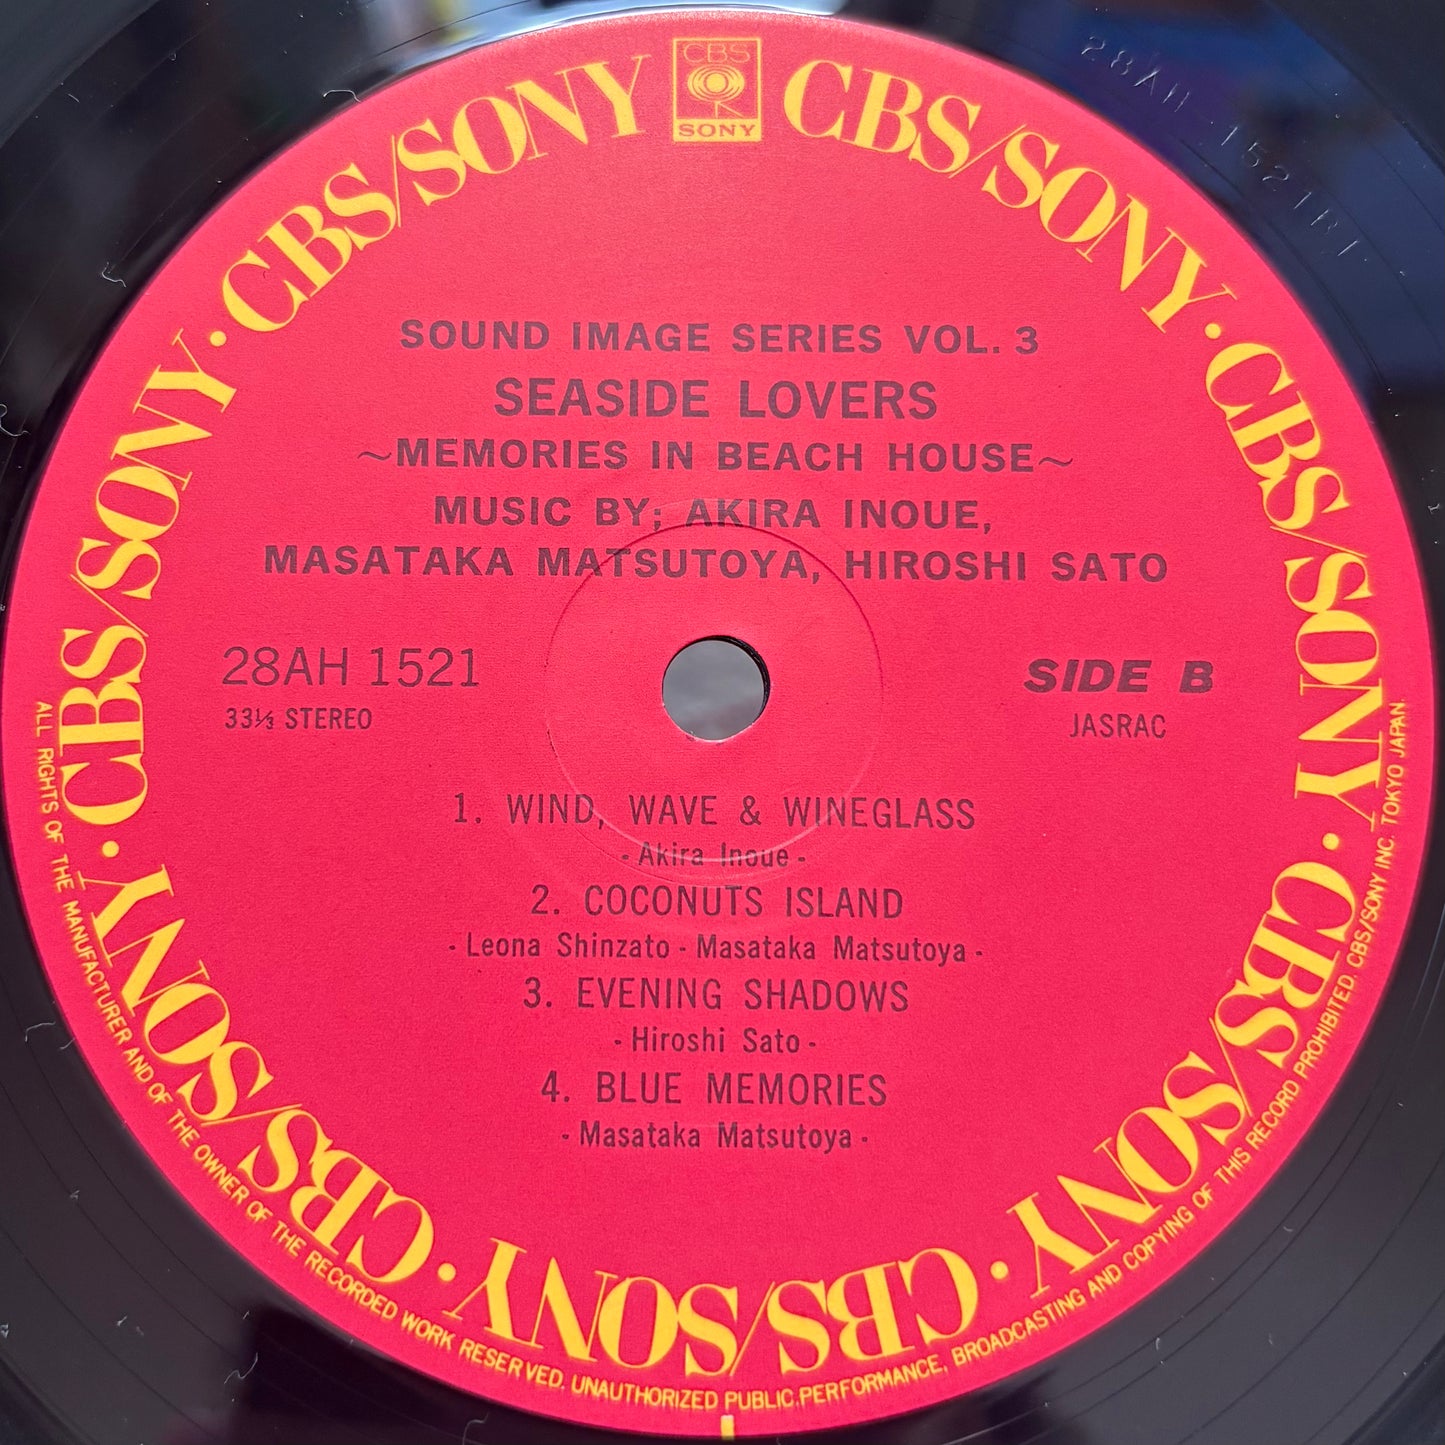 CBS
SONY
CBS/SONY · CBS/SONY · CBS/SONY · CBS/SONY · CBS/SONY · CBS/SONY · CBS/SONY · CBS/SONY
28AH 1521B1
SOUND IMAGE SERIES VOL. 3
SEASIDE LOVERS
~MEMORIES IN BEACH HOUSE~
MUSIC BY; AKIRA INOUE,
MASATAKA MATSUTOYA, HIROSHI SATO
28AH 1521
33⅓ STEREO
SIDE B
JASRAC
1. WIND, WAVE & WINEGLASS
- Akira Inoue -
2. COCONUTS ISLAND
- Leona Shinzato - Masataka Matsutoya -
3. EVENING SHADOWS
- Hiroshi Sato -
4. BLUE MEMORIES
- Masataka Matsutoya -
ALL RIGHTS OF THE MANUFACTURER AND OF THE OWNER OF THE RECORDED WORK RESERVED. UNAUTHORIZED PUBLIC PERFORMANCE, BROADCASTING AND COPYING OF THIS RECORD PROHIBITED. CBS/SONY INC. TOKYO JAPAN